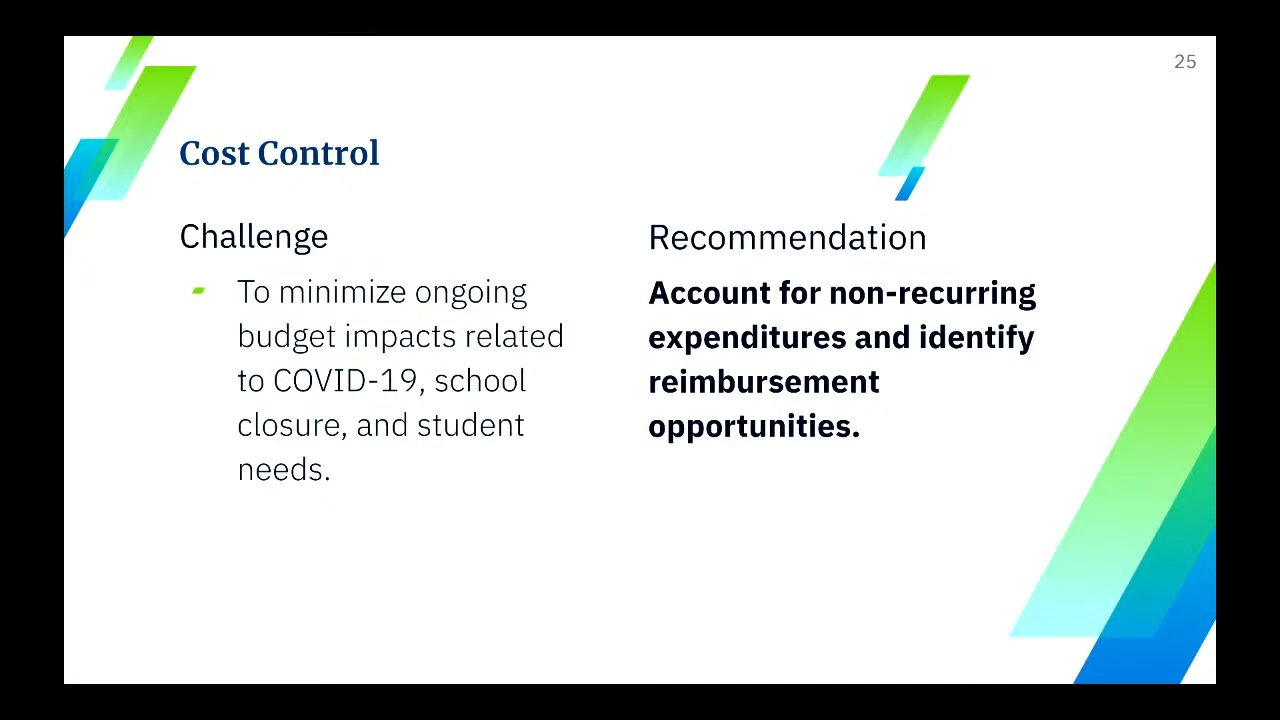 25
Cost Control
Challenge
To minimize ongoing
budget impacts related
to COVID-19, school
closure, and student
needs.
Recommendation
Account for non-recurring
expenditures and identify
reimbursement
opportunities.